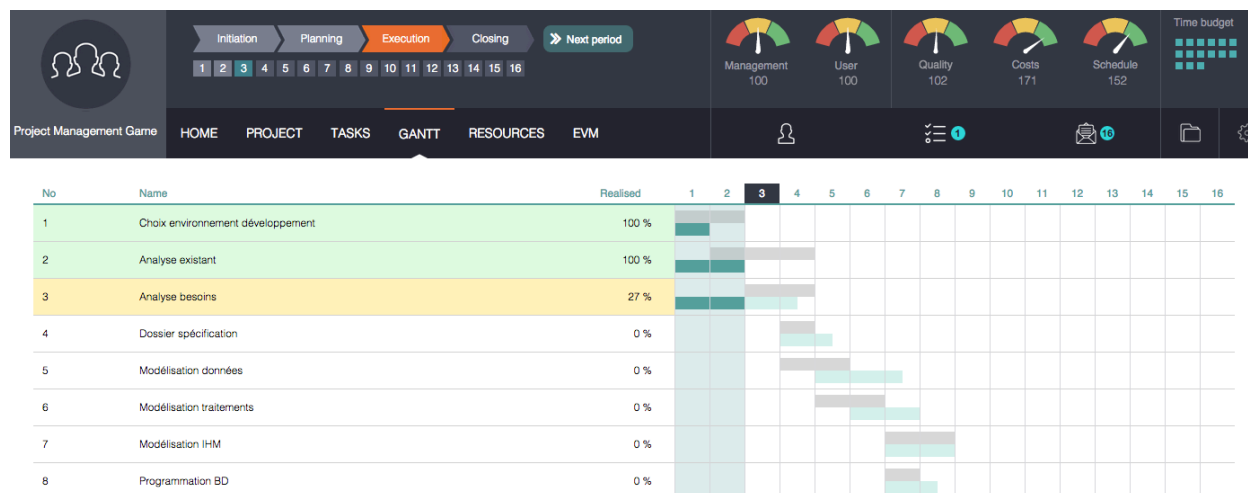 Initiation Planning Execution Closing Next period
1 2 3 4 5 6 7 8 9 10 11 12 13 14 15 16
Management
100
User
100
Quality
102
Costs
171
Schedule
152
Time budget
Project Management Game
HOME PROJECT TASKS GANTT RESOURCES EVM
1
16
No Name Realised 1 2 3 4 5 6 7 8 9 10 11 12 13 14 15 16
1 Choix environnement développement 100 %
2 Analyse existant 100 %
3 Analyse besoins 27 %
4 Dossier spécification 0 %
5 Modélisation données 0 %
6 Modélisation traitements 0 %
7 Modélisation IHM 0 %
8 Programmation BD 0 %